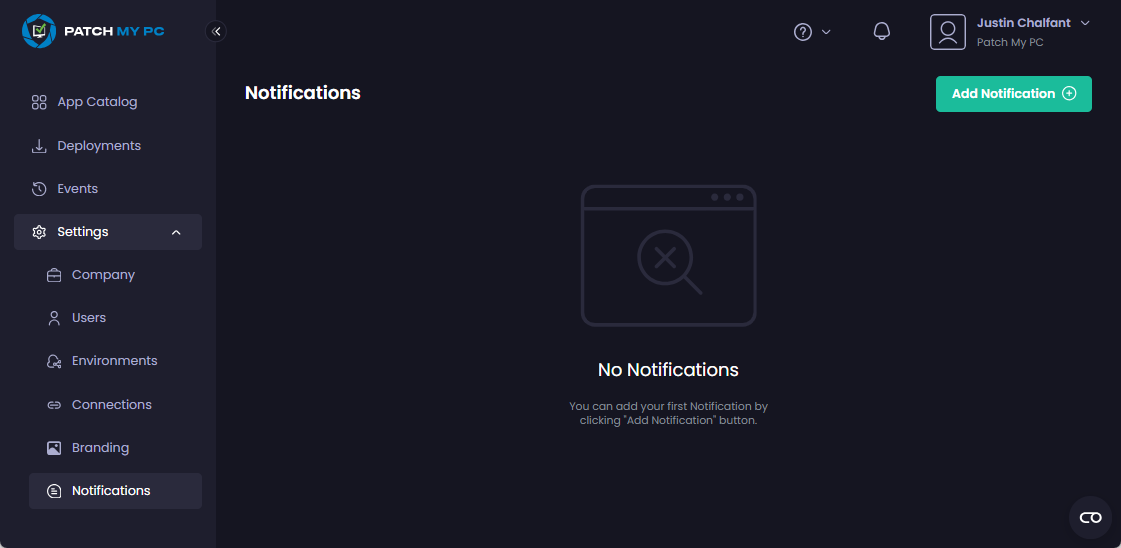 PATCH MY PC
Justin Chalfant
Patch My PC
Notifications
Add Notification
App Catalog
Deployments
Events
Settings
Company
Users
Environments
Connections
Branding
Notifications
No Notifications
You can add your first Notification by
clicking "Add Notification" button.